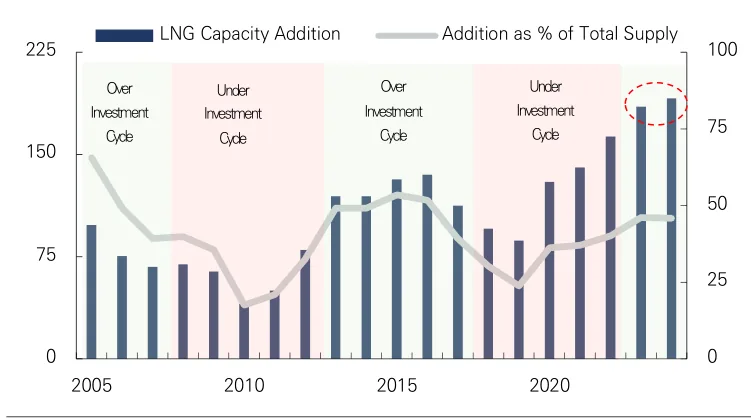 LNG Capacity Addition
Addition as % of Total Supply
225
150
75
0
100
75
50
25
0
Over
Investment
Cycle
Under
Investment
Cycle
Over
Investment
Cycle
Under
Investment
Cycle
2005
2010
2015
2020